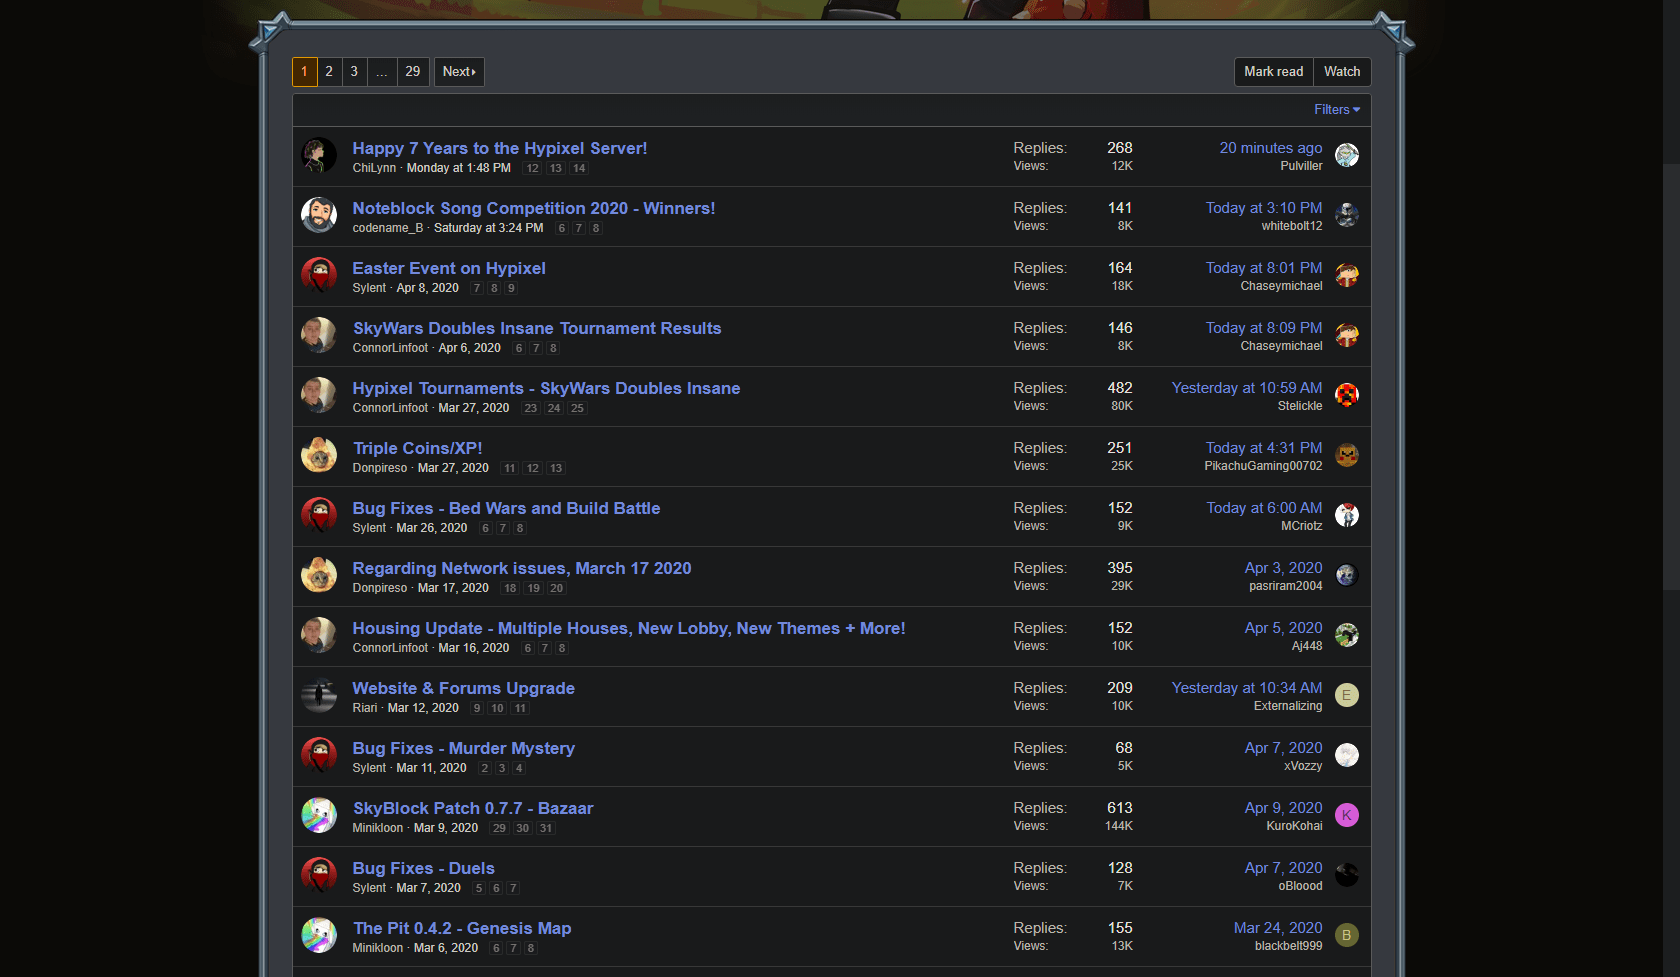 1 2 3 ... 29 Next
Mark read Watch
Filters
Happy 7 Years to the Hypixel Server!
ChiLynn · Monday at 1:48 PM 12 13 14
Replies: 268
Views: 12K
20 minutes ago
Pulviller
Noteblock Song Competition 2020 - Winners!
codename_B · Saturday at 3:24 PM 6 7 8
Replies: 141
Views: 8K
Today at 3:10 PM
whitebolt12
Easter Event on Hypixel
Sylent · Apr 8, 2020 7 8 9
Replies: 164
Views: 18K
Today at 8:01 PM
Chaseymichael
SkyWars Doubles Insane Tournament Results
ConnorLinfoot · Apr 6, 2020 6 7 8
Replies: 146
Views: 8K
Today at 8:09 PM
Chaseymichael
Hypixel Tournaments - SkyWars Doubles Insane
ConnorLinfoot · Mar 27, 2020 23 24 25
Replies: 482
Views: 80K
Yesterday at 10:59 AM
Stelickle
Triple Coins/XP!
Donpireso · Mar 27, 2020 11 12 13
Replies: 251
Views: 25K
Today at 4:31 PM
PikachuGaming00702
Bug Fixes - Bed Wars and Build Battle
Sylent · Mar 26, 2020 6 7 8
Replies: 152
Views: 9K
Today at 6:00 AM
MCriotz
Regarding Network issues, March 17 2020
Donpireso · Mar 17, 2020 18 19 20
Replies: 395
Views: 29K
Apr 3, 2020
pasriram2004
Housing Update - Multiple Houses, New Lobby, New Themes + More!
ConnorLinfoot · Mar 16, 2020 6 7 8
Replies: 152
Views: 10K
Apr 5, 2020
Aj448
Website & Forums Upgrade
Riari · Mar 12, 2020 9 10 11
Replies: 209
Views: 10K
Yesterday at 10:34 AM
Externalizing
E
Bug Fixes - Murder Mystery
Sylent · Mar 11, 2020 2 3 4
Replies: 68
Views: 5K
Apr 7, 2020
xVozzy
SkyBlock Patch 0.7.7 - Bazaar
Minikloon · Mar 9, 2020 29 30 31
Replies: 613
Views: 144K
Apr 9, 2020
KuroKohai
K
Bug Fixes - Duels
Sylent · Mar 7, 2020 5 6 7
Replies: 128
Views: 7K
Apr 7, 2020
oBloood
The Pit 0.4.2 - Genesis Map
Minikloon · Mar 6, 2020 6 7 8
Replies: 155
Views: 13K
Mar 24, 2020
blackbelt999
B